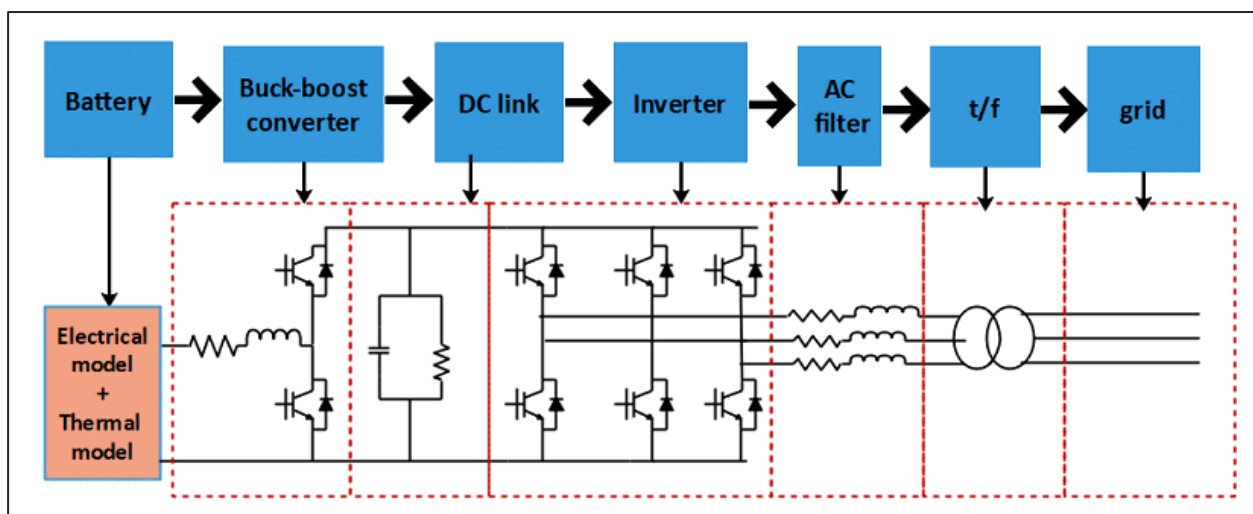 Battery
Buck-boost
converter
DC link
Inverter
AC
filter
t/f
grid
Electrical
model
+
Thermal
model